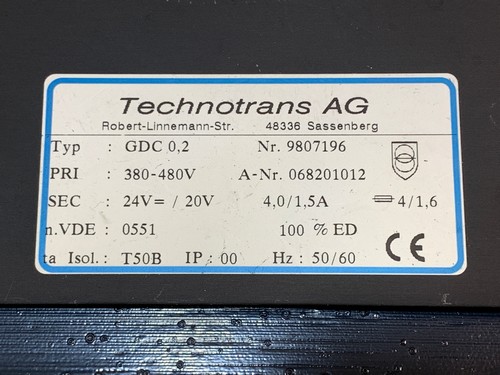 Technotrans AG
Robert-Linnemann-Str. 48336 Sassenberg
Typ : GDC 0,2 Nr. 9807196
PRI : 380-480V A-Nr. 068201012
SEC : 24V= / 20V 4,0/1,5A 4/1,6
n.VDE : 0551 100 % ED
ta Isol.: T50B IP : 00 Hz : 50/60 CE